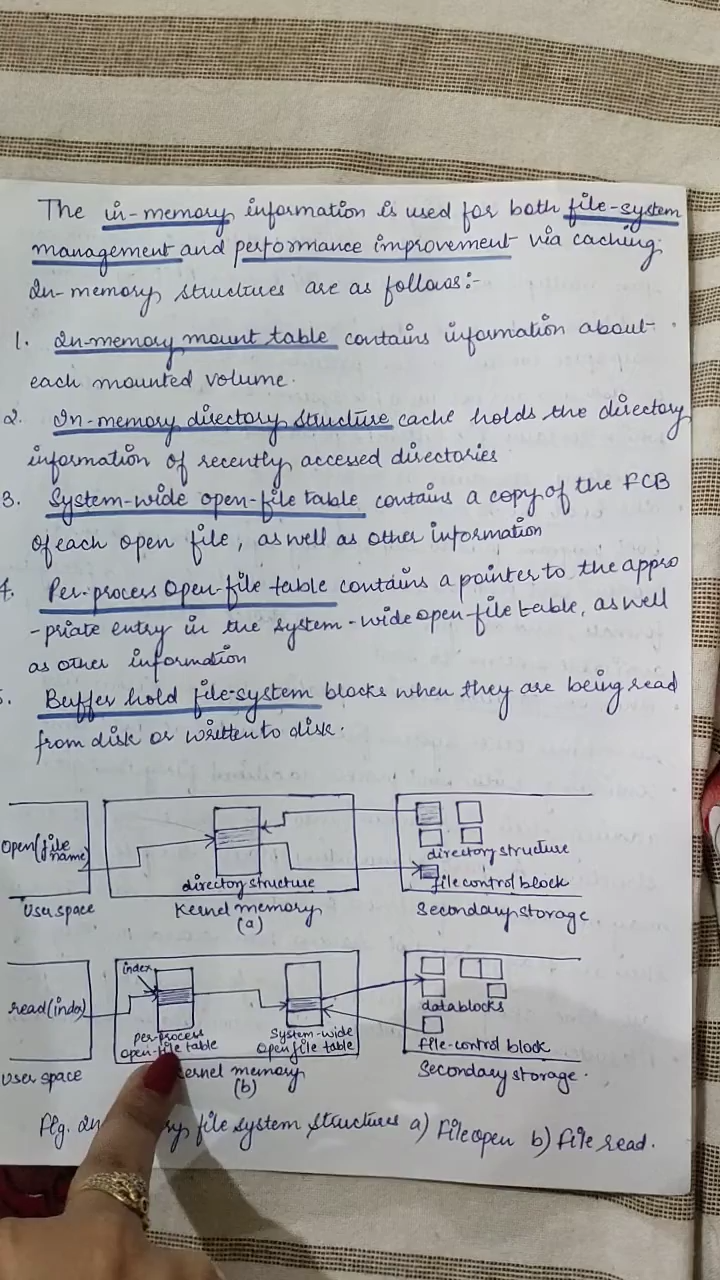 The in-memory information is used for both file-system
management and performance improvement via caching.
In-memory structures are as follows:-
1. In-memory mount table contains information about
each mounted volume.
2. In-memory directory structure cache holds the directory
information of recently accessed directories
3. System-wide open-file table contains a copy of the FCB
of each open file, as well as other information
4. Per-process open-file table contains a pointer to the appro
-priate entry in the system-wide open-file table, as well
as other information
5. Buffer hold file-system blocks when they are being read
from disk or written to disk.
open(file
name)
directory structure
directory structure
file control block
User space
Kernel memory
(a)
Secondary storage
index
read(index)
per-process
open-file table
System-wide
open file table
data blocks
file-control block
User space
kernel memory
(b)
Secondary storage.
Fig. file system structures a) File open b) File read.